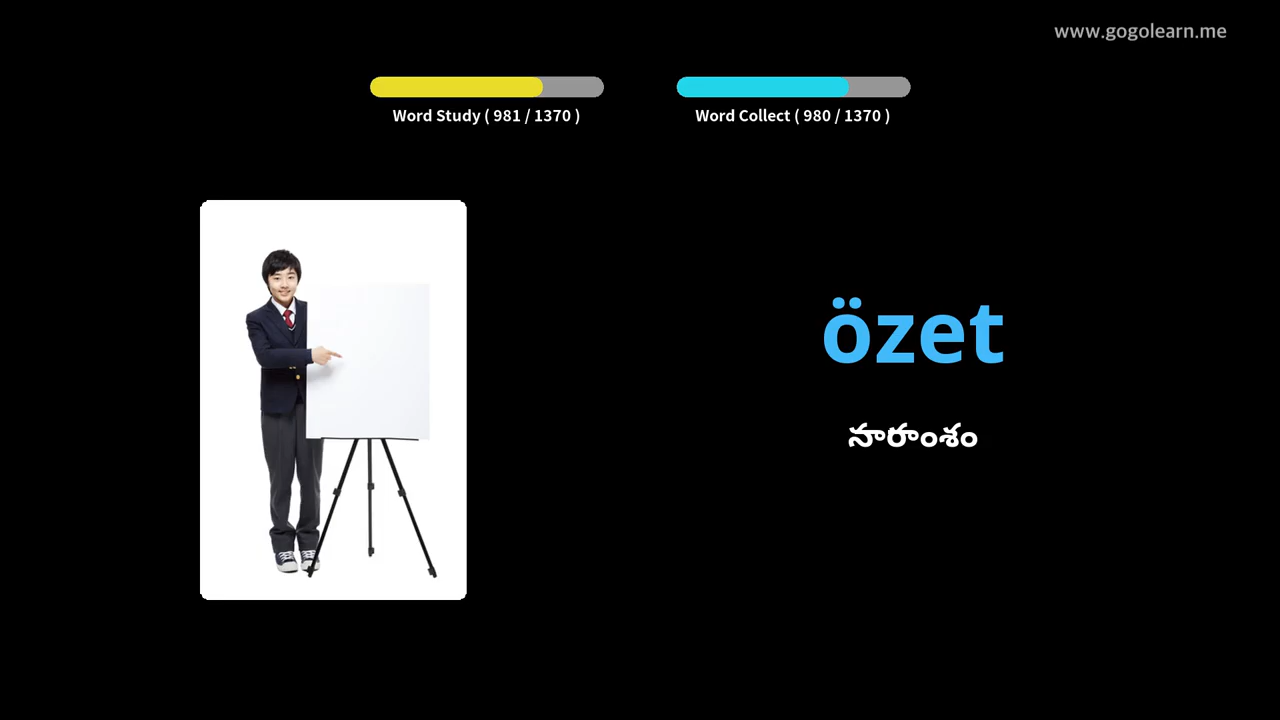 www.gogolearn.me
Word Study ( 981 / 1370 )
Word Collect ( 980 / 1370 )
özet
సారాంశం